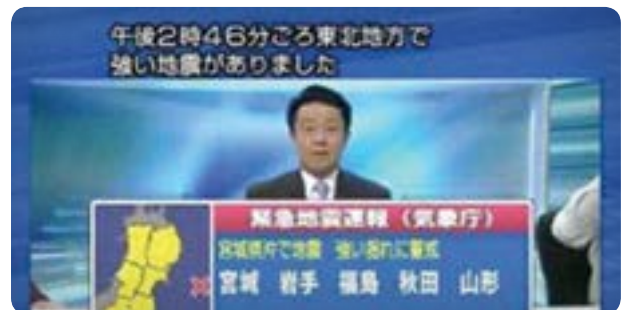 午後２時４６分ごろ東北地方で
強い地震がありました
緊急地震速報（気象庁）
宮城県沖で地震　強い揺れに警戒
宮城　岩手　福島　秋田　山形